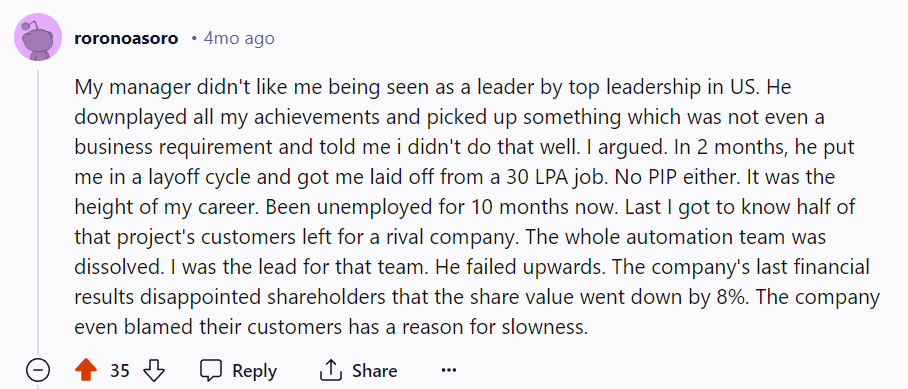 roronoasoro • 4mo ago
My manager didn't like me being seen as a leader by top leadership in US. He
downplayed all my achievements and picked up something which was not even a
business requirement and told me i didn't do that well. I argued. In 2 months, he put
me in a layoff cycle and got me laid off from a 30 LPA job. No PIP either. It was the
height of my career. Been unemployed for 10 months now. Last I got to know half of
that project's customers left for a rival company. The whole automation team was
dissolved. I was the lead for that team. He failed upwards. The company's last financial
results disappointed shareholders that the share value went down by 8%. The company
even blamed their customers has a reason for slowness.
35 Reply Share ...